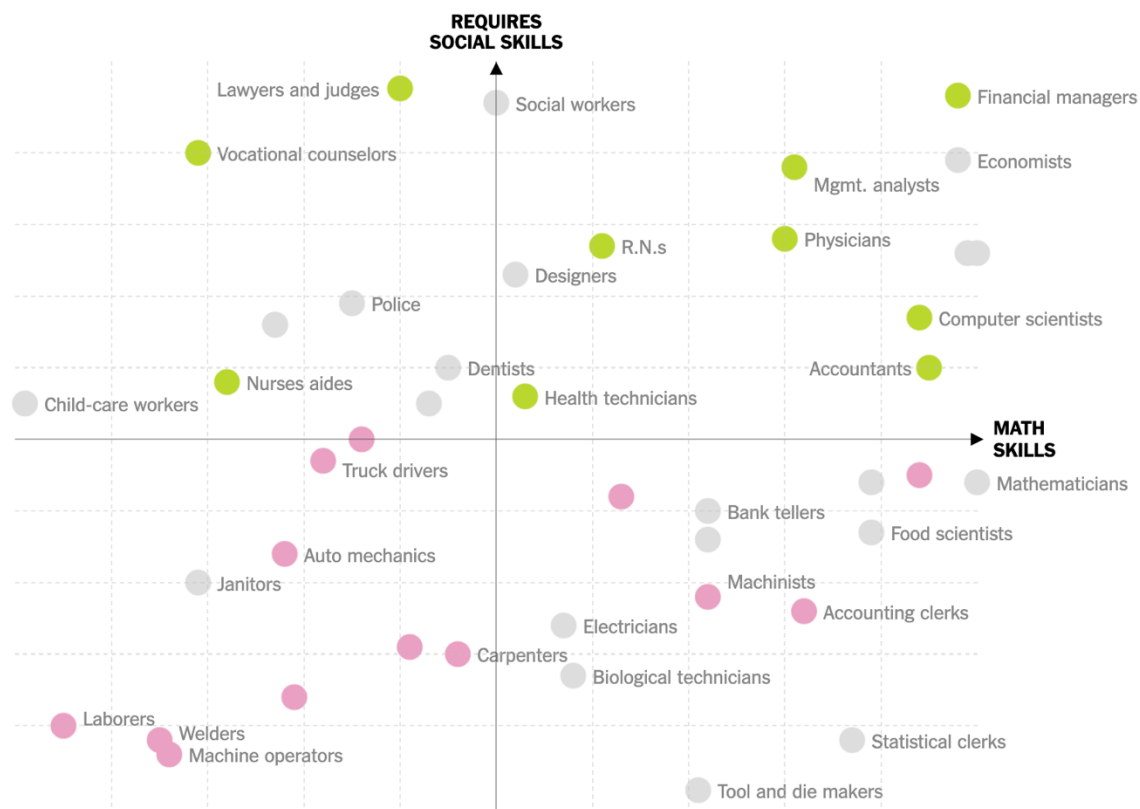 REQUIRES
SOCIAL SKILLS
Lawyers and judges
Social workers
Financial managers
Vocational counselors
Economists
Mgmt. analysts
R.N.s
Physicians
Designers
Police
Computer scientists
Dentists
Accountants
Nurses aides
Health technicians
Child-care workers
MATH
SKILLS
Truck drivers
Mathematicians
Bank tellers
Food scientists
Auto mechanics
Janitors
Machinists
Accounting clerks
Electricians
Carpenters
Biological technicians
Laborers
Welders
Statistical clerks
Machine operators
Tool and die makers